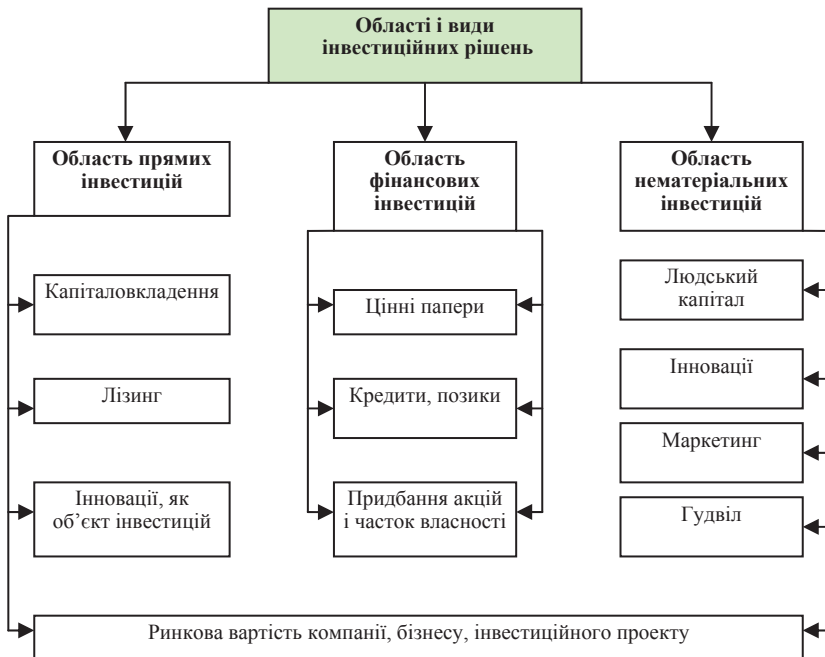 Області і види
інвестиційних рішень
Область прямих
інвестицій
Область
фінансових
інвестицій
Область
нематеріальних
інвестицій
Капіталовкладення
Цінні папери
Людський
капітал
Лізинг
Кредити, позики
Інновації
Маркетинг
Інновації, як
об’єкт інвестицій
Придбання акцій
і часток власності
Гудвіл
Ринкова вартість компанії, бізнесу, інвестиційного проекту